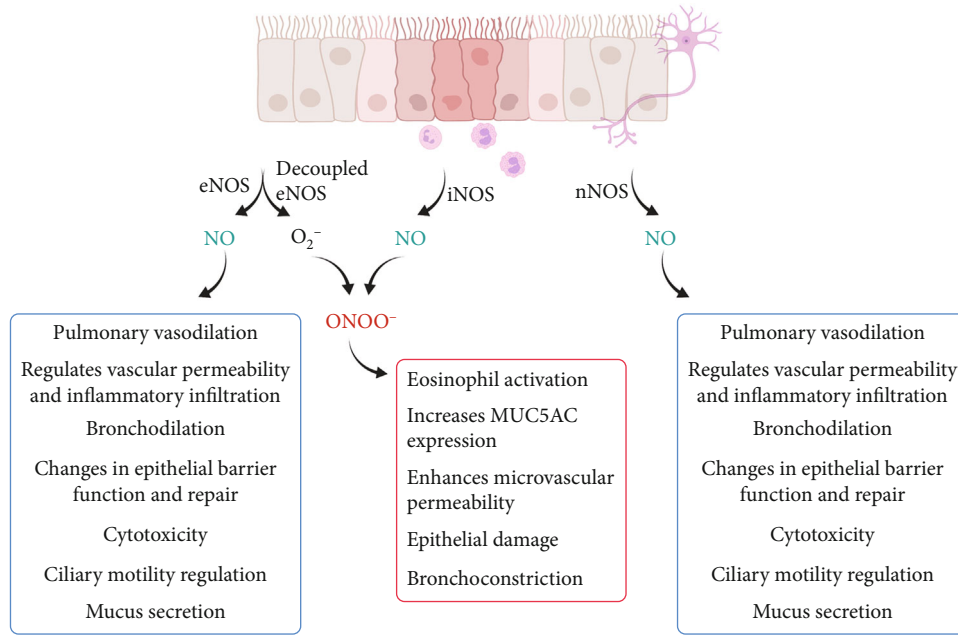 eNOS
Decoupled
eNOS
iNOS
nNOS
NO
O₂⁻
NO
NO
ONOO⁻
Pulmonary vasodilation
Regulates vascular permeability
and inflammatory infiltration
Bronchodilation
Changes in epithelial barrier
function and repair
Cytotoxicity
Ciliary motility regulation
Mucus secretion
Eosinophil activation
Increases MUC5AC
expression
Enhances microvascular
permeability
Epithelial damage
Bronchoconstriction
Pulmonary vasodilation
Regulates vascular permeability
and inflammatory infiltration
Bronchodilation
Changes in epithelial barrier
function and repair
Cytotoxicity
Ciliary motility regulation
Mucus secretion